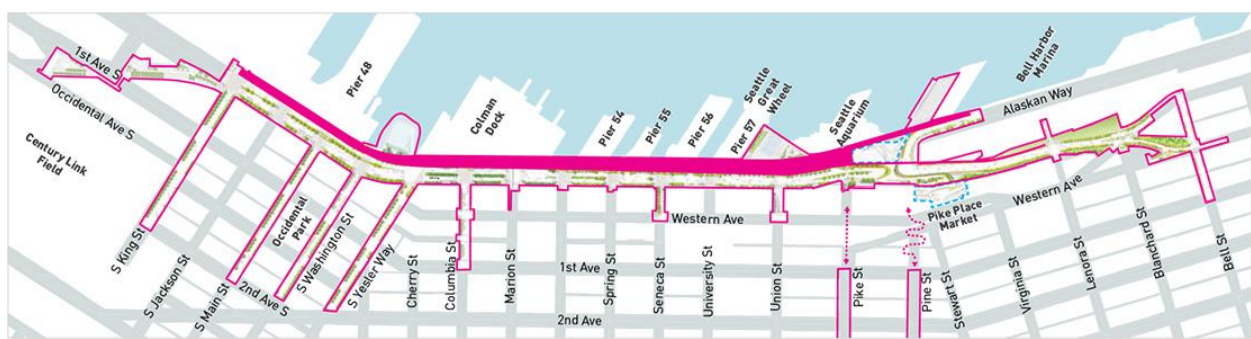 1st Ave S
Occidental Ave S
Century Link
Field
Pier 48
Colman
Dock
Pier 54
Pier 55
Pier 56
Pier 57
Seattle
Great
Wheel
Seattle
Aquarium
Bell Harbor
Marina
Alaskan Way
S King St
S Jackson St
S Main St
Occidental
Park
2nd Ave S
S Washington St
S Yesler Way
Cherry St
Columbia St
Marion St
Spring St
Seneca St
University St
Union St
Western Ave
1st Ave
2nd Ave
Pike St
Pine St
Pike Place
Market
Western Ave
Stewart St
Virginia St
Lenora St
Blanchard St
Bell St